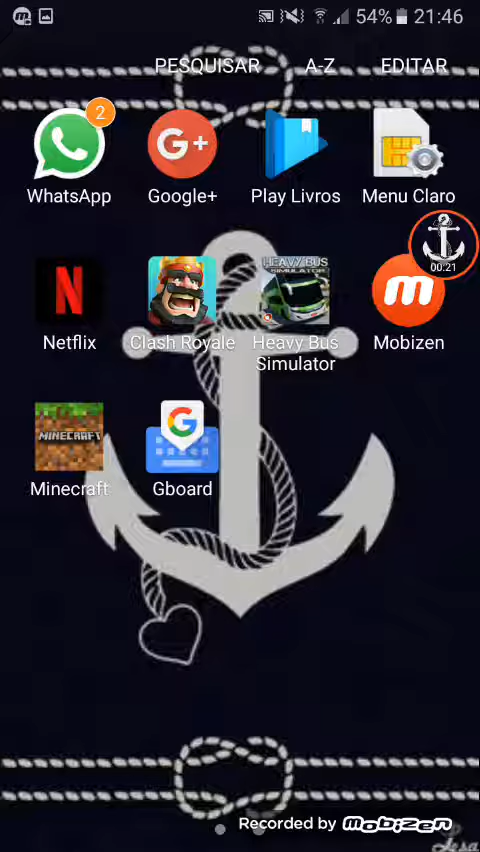 54% 21:46
PESQUISAR A-Z EDITAR
2
WhatsApp Google+ Play Livros Menu Claro
G+
HEAVY BUS
SIMULATOR
00:21
N
m
Netflix Clash Royale Heavy Bus Simulator Mobizen
MINECRAFT
G
Minecraft Gboard
Recorded by mobizen